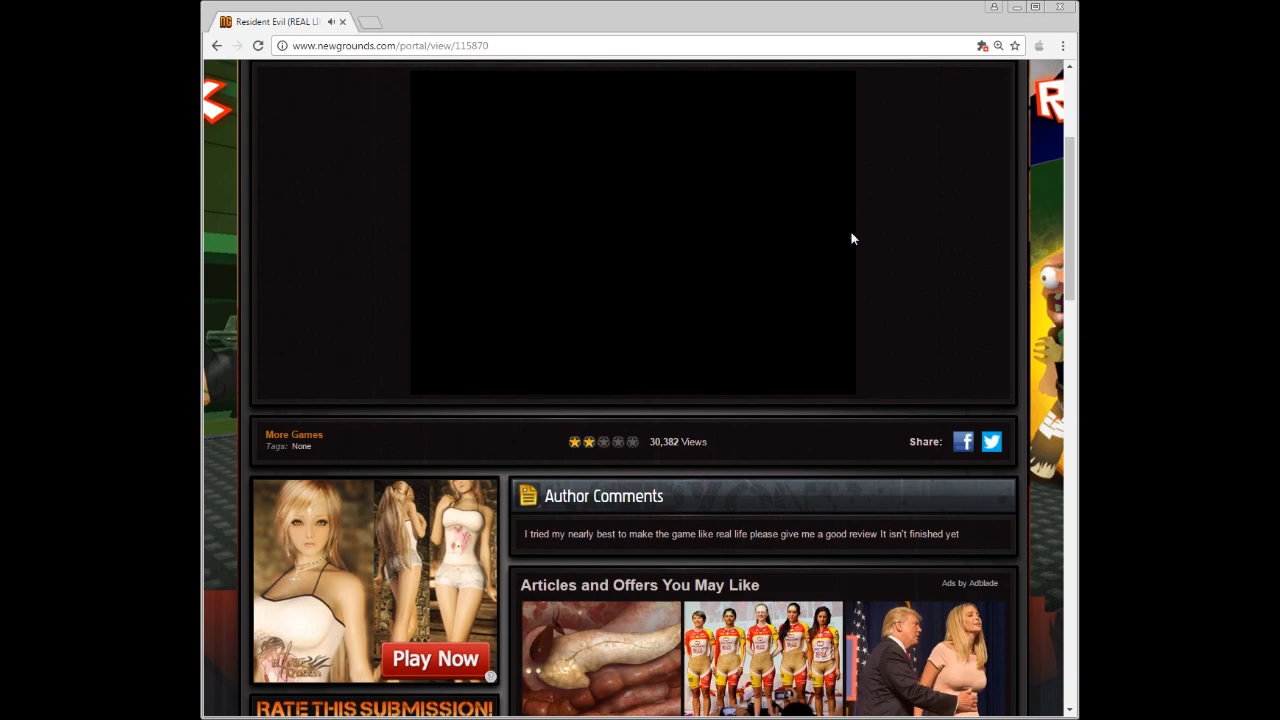 Resident Evil (REAL LI
www.newgrounds.com/portal/view/115870
More Games
Tags: None
30,382 Views
Share:
Author Comments
I tried my nearly best to make the game like real life please give me a good review It isn't finished yet
Play Now
Articles and Offers You May Like
Ads by Adblade
RATE THIS SUBMISSION!